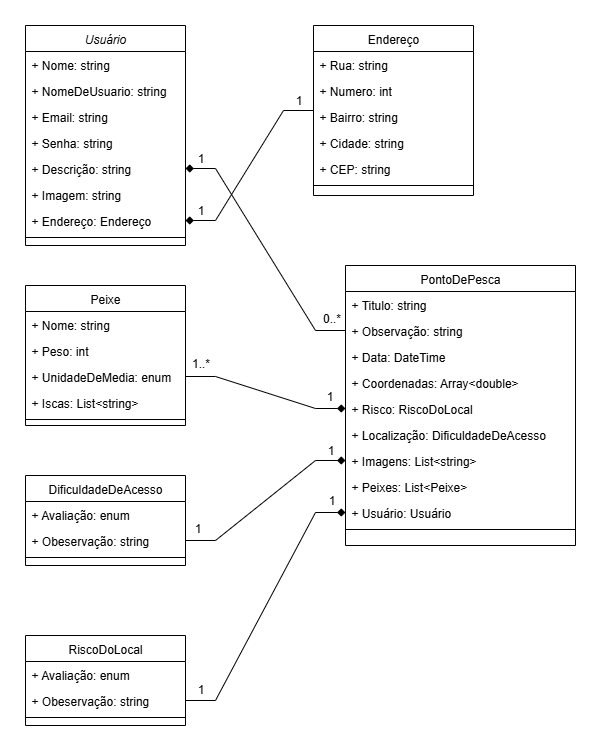 Usuário
+ Nome: string
+ NomeDeUsuario: string
+ Email: string
+ Senha: string
+ Descrição: string
+ Imagem: string
+ Endereço: Endereço
1
1
Endereço
+ Rua: string
+ Numero: int
+ Bairro: string
+ Cidade: string
+ CEP: string
1
Peixe
+ Nome: string
+ Peso: int
+ UnidadeDeMedia: enum
+ Iscas: List<string>
1..*
PontoDePesca
+ Titulo: string
+ Observação: string
+ Data: DateTime
+ Coordenadas: Array<double>
+ Risco: RiscoDoLocal
+ Localização: DificuldadeDeAcesso
+ Imagens: List<string>
+ Peixes: List<Peixe>
+ Usuário: Usuário
0..*
1
1
1
DificuldadeDeAcesso
+ Avaliação: enum
+ Obeservação: string
1
RiscoDoLocal
+ Avaliação: enum
+ Obeservação: string
1